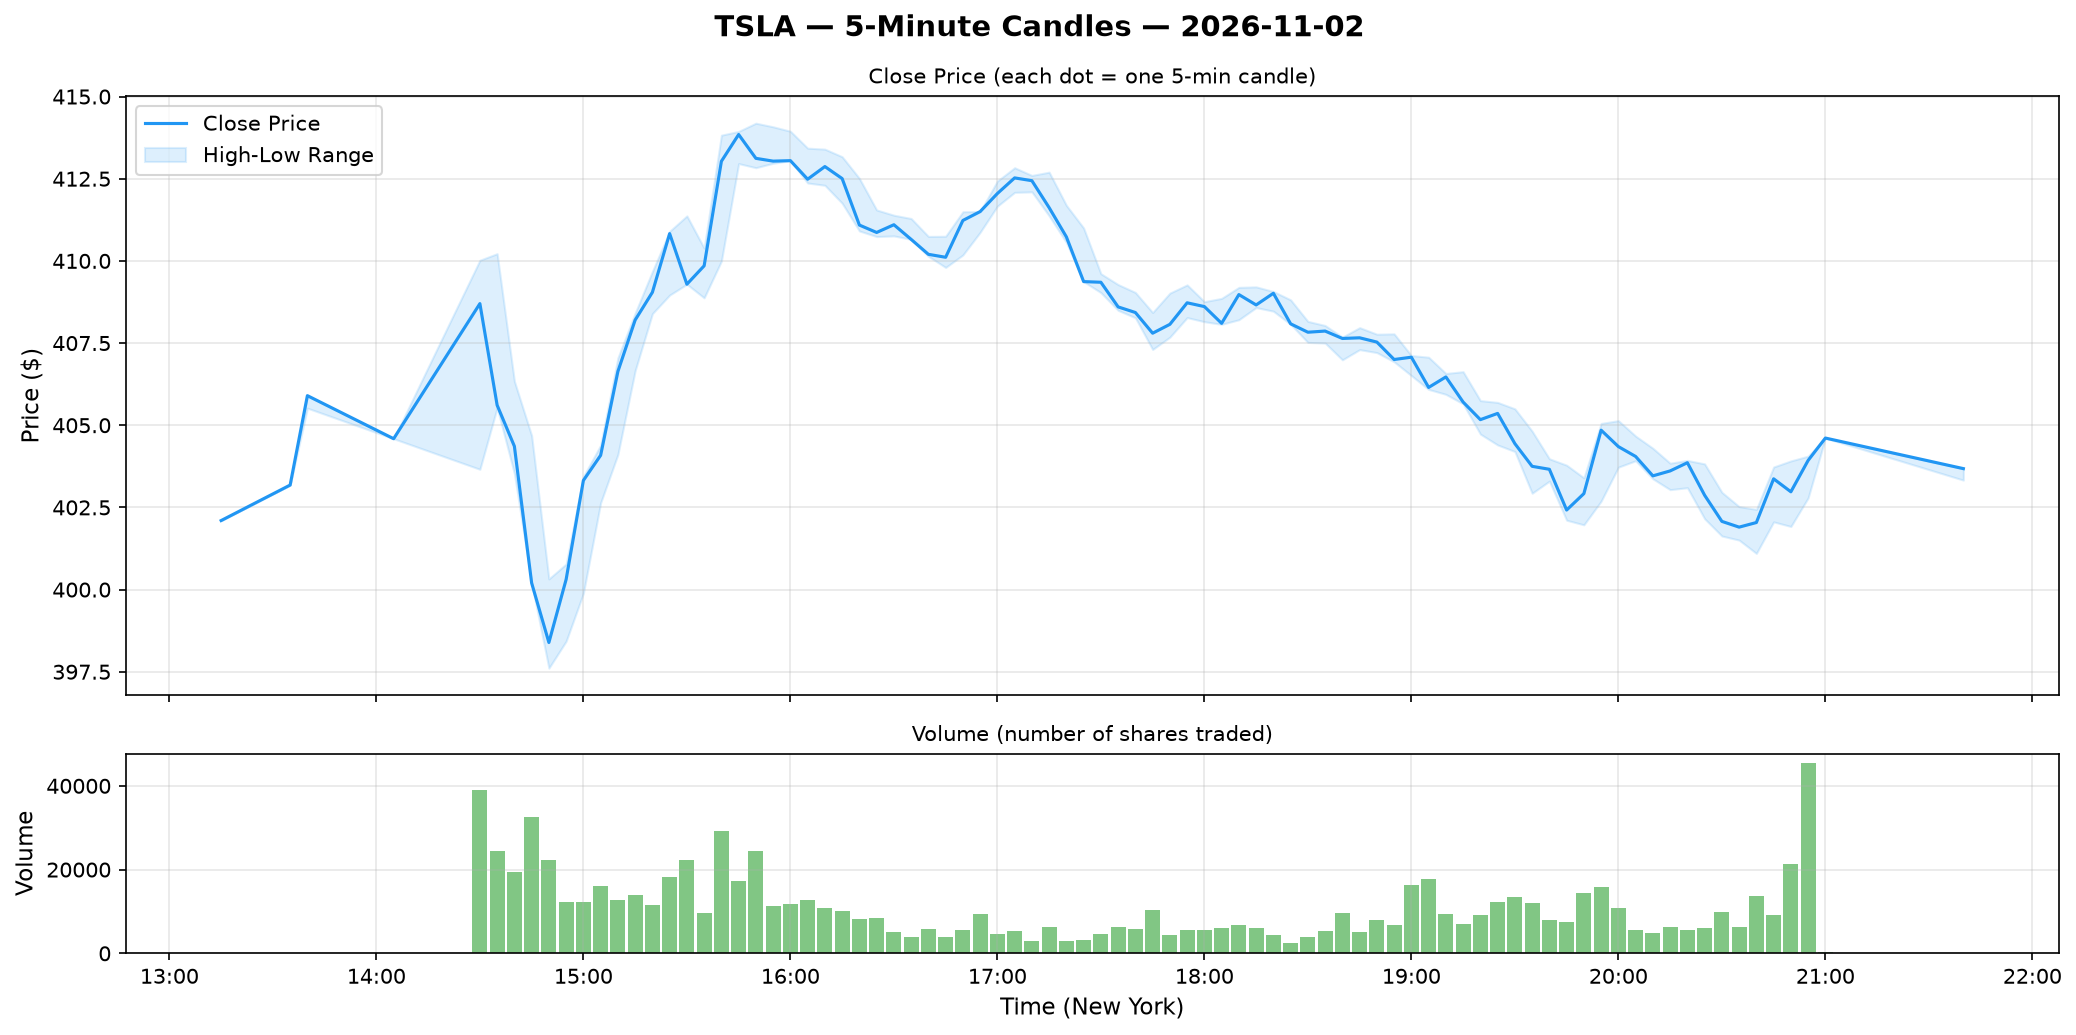 TSLA — 5-Minute Candles — 2026-11-02
Close Price (each dot = one 5-min candle)
Close Price
High-Low Range
Price ($)
415.0
412.5
410.0
407.5
405.0
402.5
400.0
397.5
Volume (number of shares traded)
Volume
40000
20000
0
13:00 14:00 15:00 16:00 17:00 18:00 19:00 20:00 21:00 22:00
Time (New York)